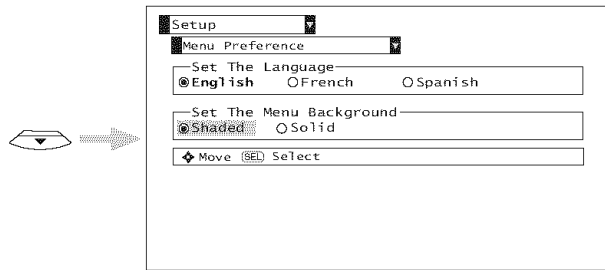 Setup
Menu Preference
Set The Language
English French Spanish
Set The Menu Background
Shaded Solid
Move SEL Select